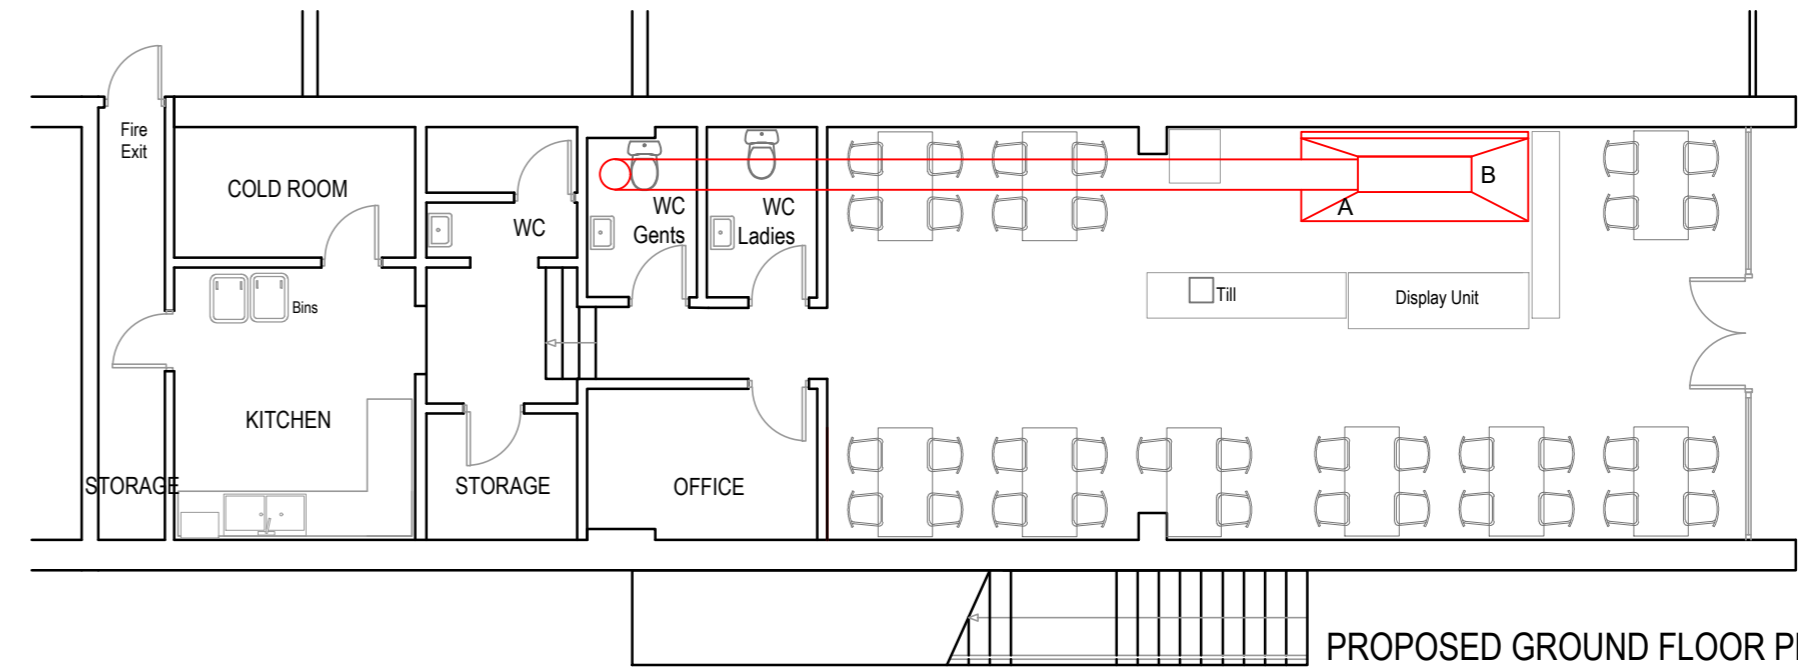 Fire
Exit
COLD ROOM
WC
WC
Gents
WC
Ladies
B
A
Bins
Till
Display Unit
KITCHEN
STORAGE
STORAGE
OFFICE
PROPOSED GROUND FLOOR